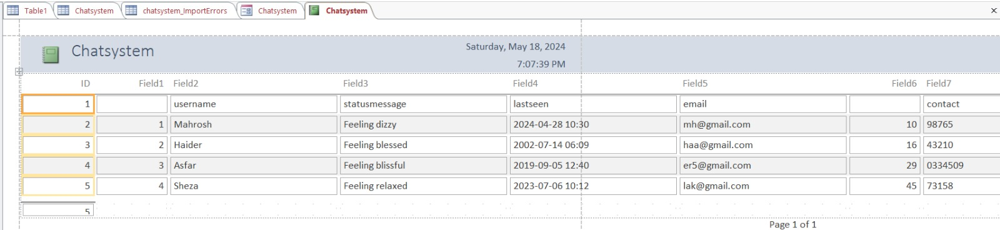 Table1 Chatsystem chatsystem_ImportErrors Chatsystem Chatsystem
Chatsystem Saturday, May 18, 2024
7:07:39 PM
ID Field1 Field2 Field3 Field4 Field5 Field6 Field7
1 username statusmessage lastseen email contact
2 1 Mahrosh Feeling dizzy 2024-04-28 10:30 mh@gmail.com 10 98765
3 2 Haider Feeling blessed 2002-07-14 06:09 haa@gmail.com 16 43210
4 3 Asfar Feeling blissful 2019-09-05 12:40 er5@gmail.com 29 0334509
5 4 Sheza Feeling relaxed 2023-07-06 10:12 lak@gmail.com 45 73158
5
Page 1 of 1